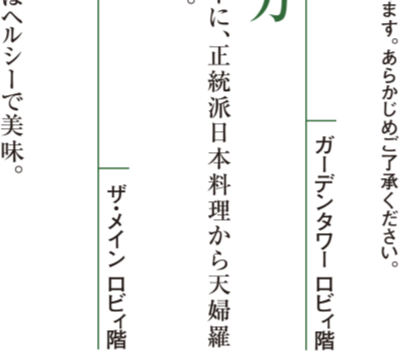 ます。あらかじめご了承ください。
ガーデンタワー ロビィ階
に、正統派日本料理から天婦羅
。
ザ・メイン ロビィ階
はヘルシーで美味。